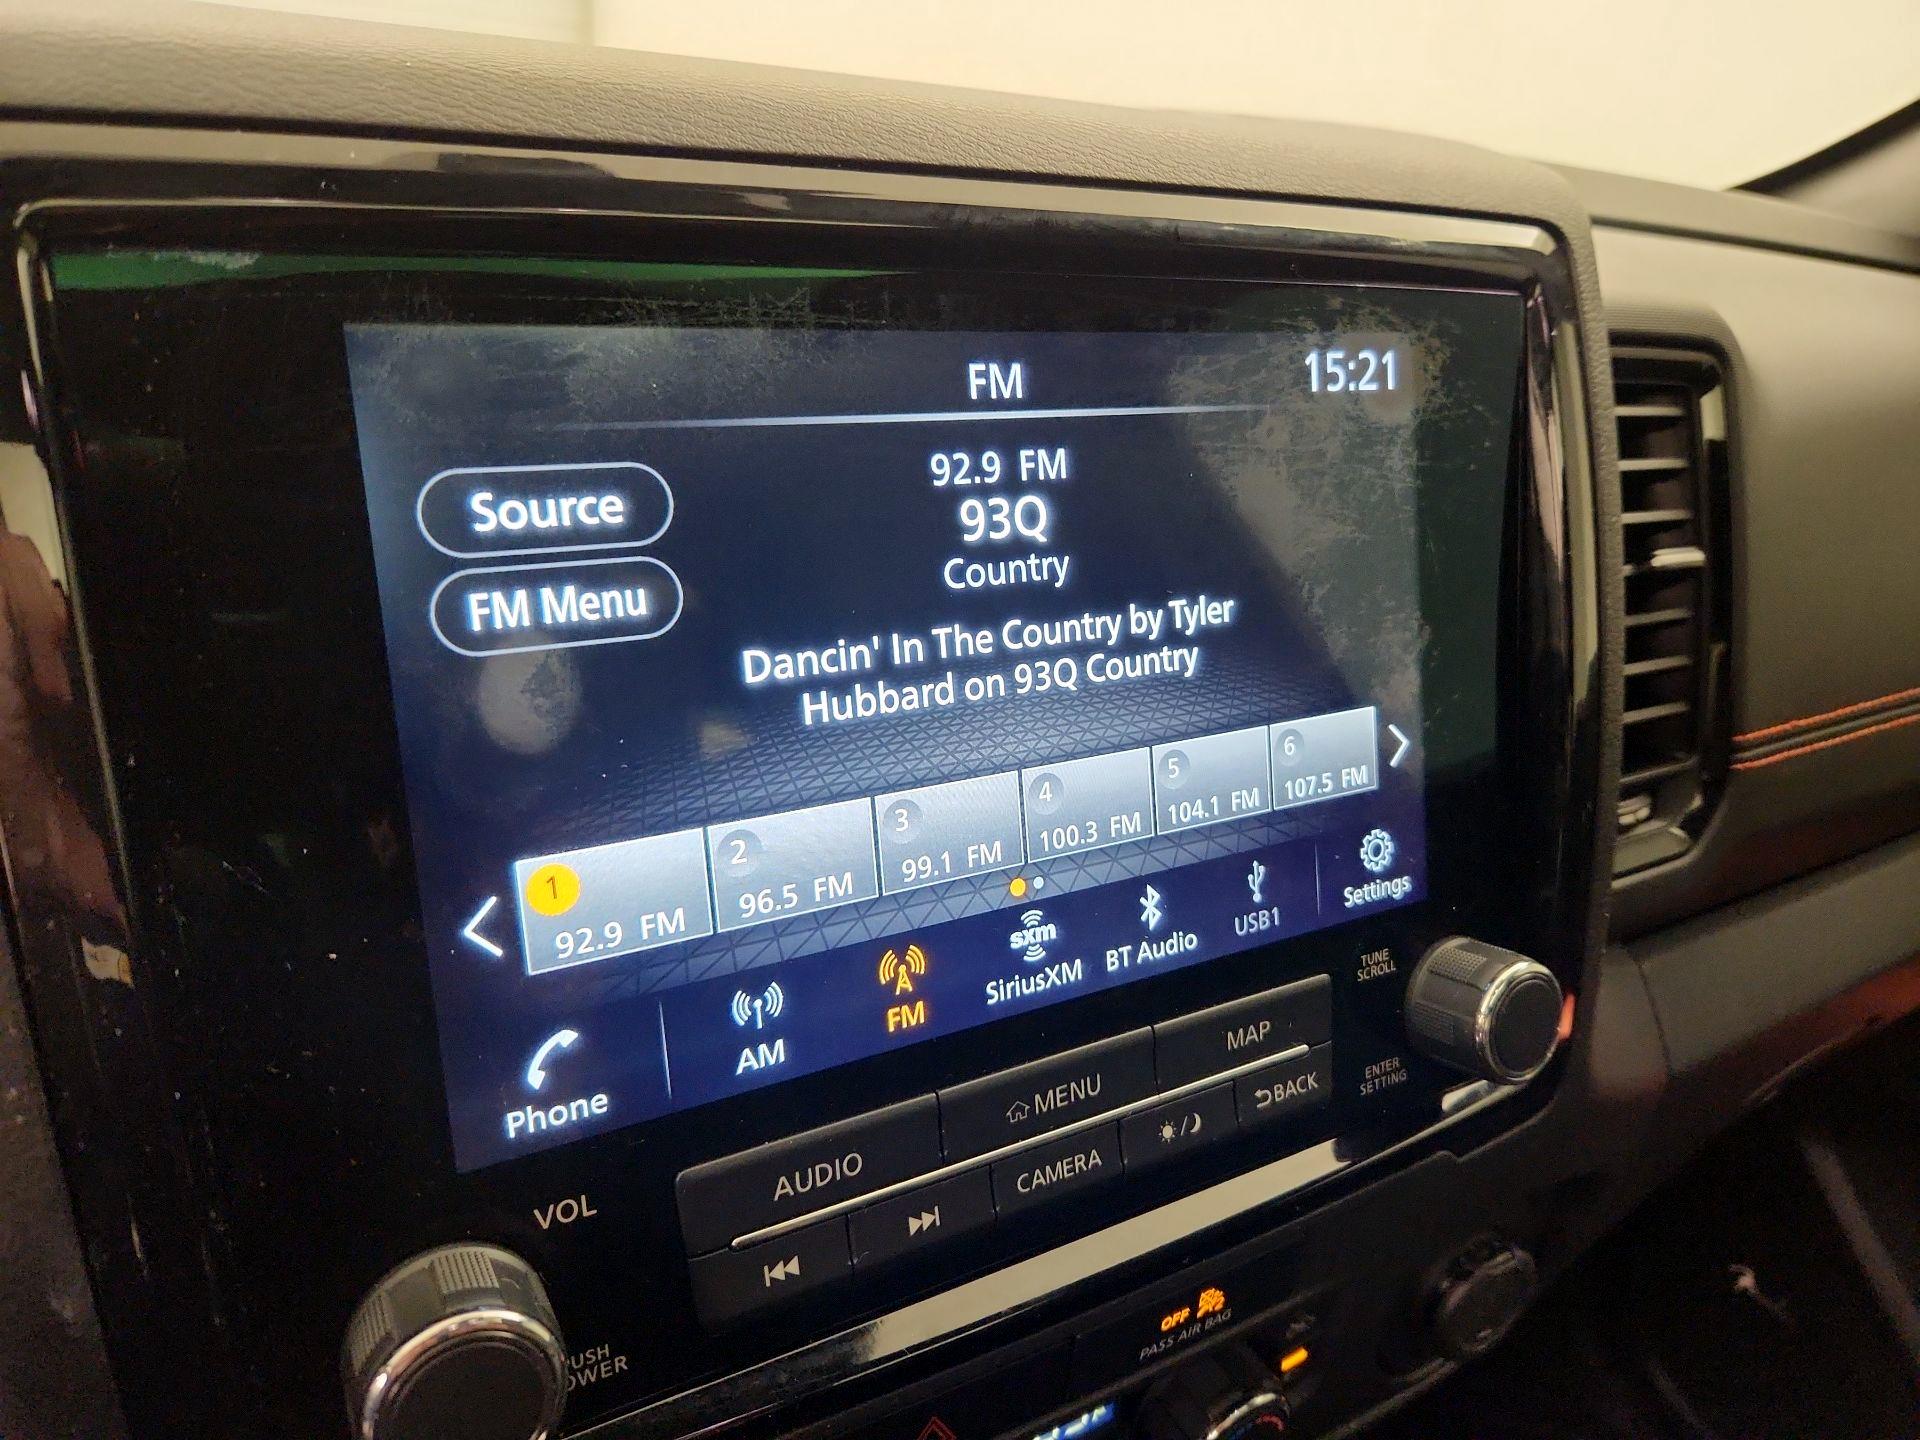 FM
15:21
92.9 FM
93Q
Country
Source
FM Menu
Dancin' In The Country by Tyler
Hubbard on 93Q Country
1
92.9 FM
2
96.5 FM
3
99.1 FM
4
100.3 FM
5
104.1 FM
6
107.5 FM
Phone
AM
FM
sxm
SiriusXM
BT Audio
USB1
Settings
TUNE
SCROLL
ENTER
SETTING
VOL
AUDIO
MENU
MAP
CAMERA
BACK
OFF
PASS AIR BAG